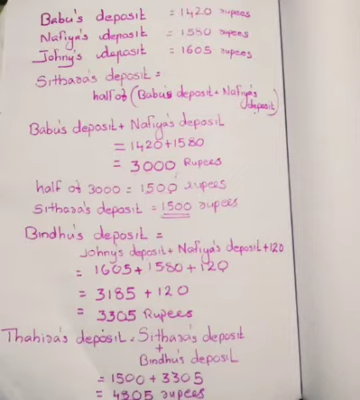 Babu's deposit = 1420 rupees
Nafiya's deposit = 1580 rupees
Johnys deposit = 1605 rupees
Sithara's deposit =
half of (Babu's deposit + Nafiya's deposit)
Babu's deposit + Nafiya's deposit
= 1420 + 1580
= 3000 Rupees
half of 3000 = 1500 rupees
Sithara's deposit = 1500 rupees
Bindhu's deposit =
Johnys deposit + Nafiya's deposit + 120
= 1605 + 1580 + 120
= 3185 + 120
= 3305 Rupees
Thahira's deposit = Sithara's deposit
+
Bindhu's deposit
= 1500 + 3305
= 4805 rupees